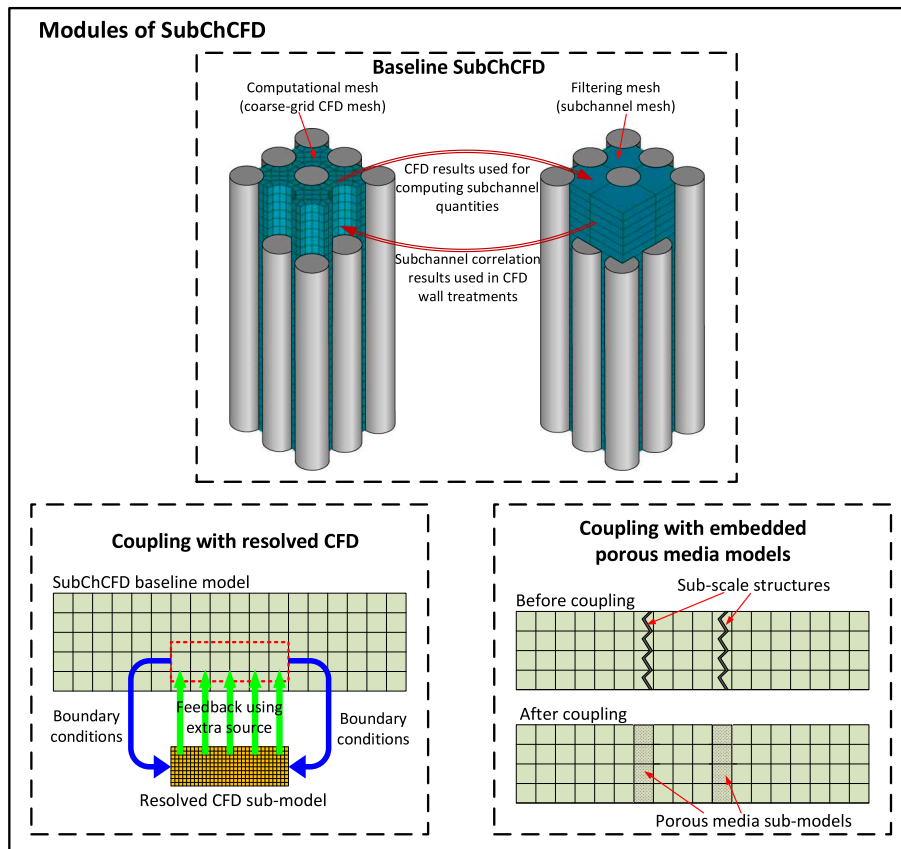 Modules of SubChCFD
Baseline SubChCFD
Computational mesh
(coarse-grid CFD mesh)
Filtering mesh
(subchannel mesh)
CFD results used for
computing subchannel
quantities
Subchannel correlation
results used in CFD
wall treatments
Coupling with resolved CFD
SubChCFD baseline model
Boundary
conditions
Feedback using
extra source
Boundary
conditions
Resolved CFD sub-model
Coupling with embedded
porous media models
Sub-scale structures
Before coupling
After coupling
Porous media sub-models